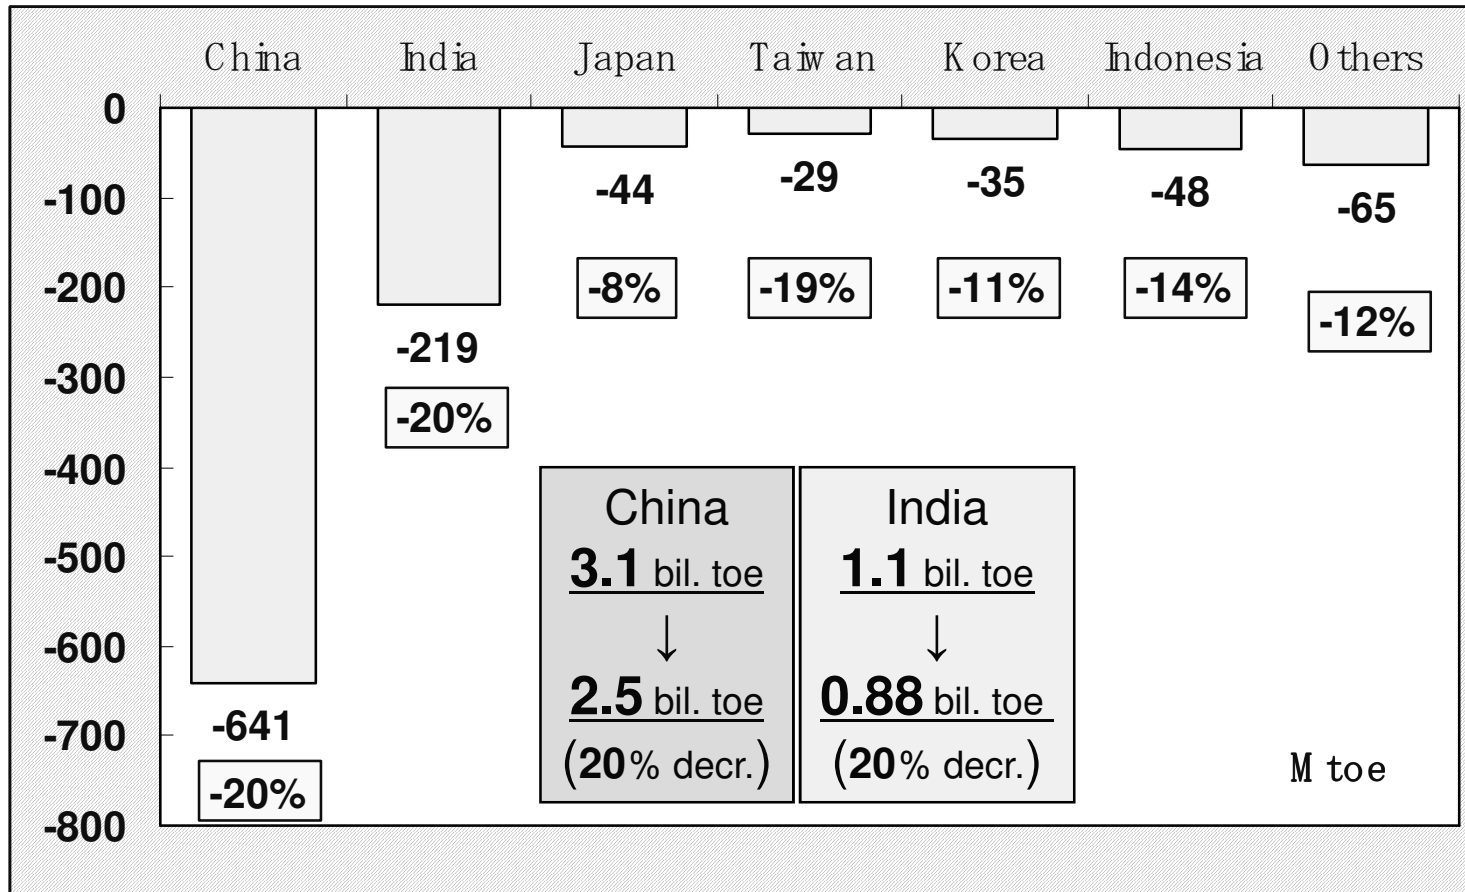 China India Japan Taiwan Korea Indonesia Others
0
-100
-200
-300
-400
-500
-600
-700
-800
-641
-20%
-219
-20%
-44
-8%
-29
-19%
-35
-11%
-48
-14%
-65
-12%
China
3.1 bil. toe
↓
2.5 bil. toe
(20% decr.)
India
1.1 bil. toe
↓
0.88 bil. toe
(20% decr.)
Mtoe